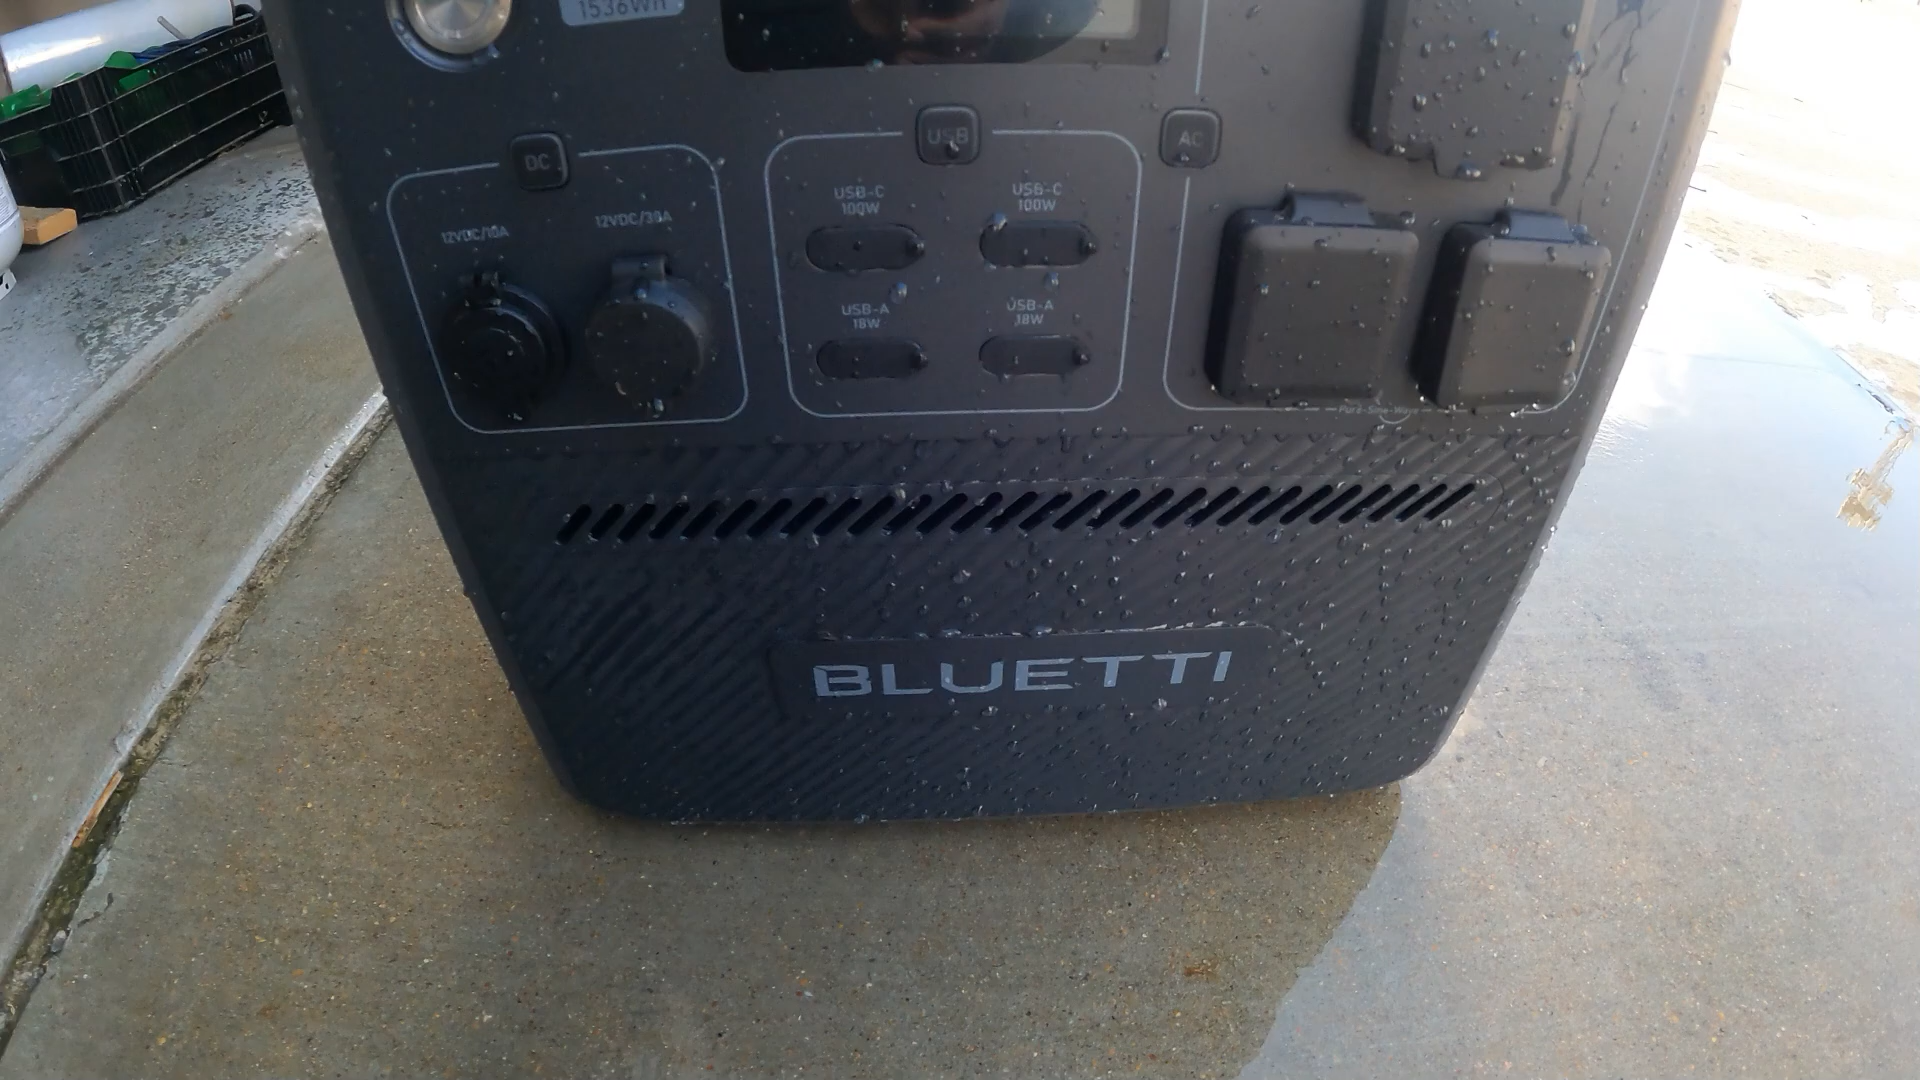 1536Wh
DC
USB
AC
12VDC/10A
12VDC/30A
USB-C
100W
USB-C
100W
USB-A
18W
USB-A
18W
Pure Sine Wave
BLUETTI